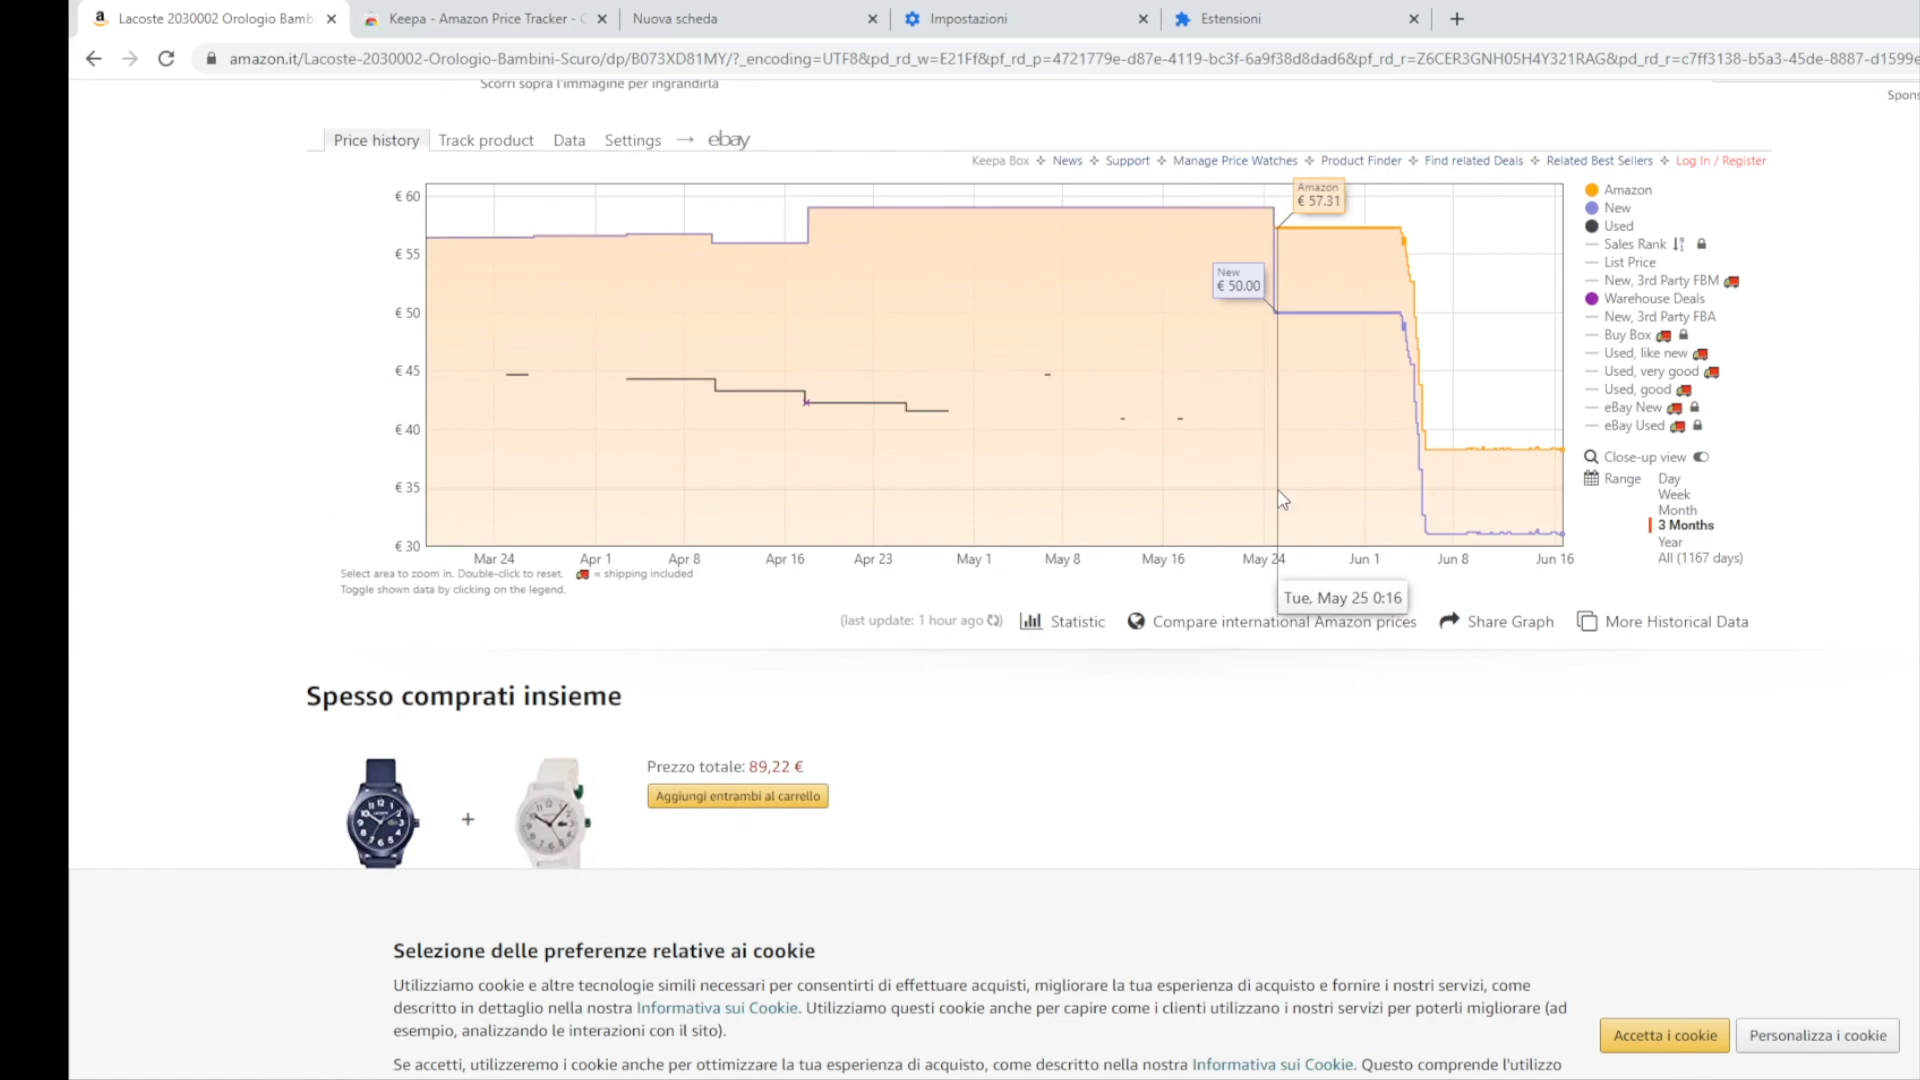 Lacoste 2030002 Orologio Bamb
Keepa - Amazon Price Tracker - C
Nuova scheda
Impostazioni
Estensioni
amazon.it/Lacoste-2030002-Orologio-Bambini-Scuro/dp/B073XD81MY/?_encoding=UTF8&pd_rd_w=E21Ff&pf_rd_p=4721779e-d87e-4119-bc3f-6a9f38d8dad6&pf_rd_r=Z6CER3GNH05H4Y321RAG&pd_rd_r=c7ff3138-b5a3-45de-8887-d1599e
Scorri sopra l'immagine per ingrandirla
Spons
Price history Track product Data Settings → ebay
Keepa Box News Support Manage Price Watches Product Finder Find related Deals Related Best Sellers Log In / Register
€ 60
€ 55
€ 50
€ 45
€ 40
€ 35
€ 30
Amazon
€ 57.31
New
€ 50.00
Mar 24 Apr 1 Apr 8 Apr 16 Apr 23 May 1 May 8 May 16 May 24 Jun 1 Jun 8 Jun 16
Amazon
New
Used
Sales Rank
List Price
New, 3rd Party FBM
Warehouse Deals
New, 3rd Party FBA
Buy Box
Used, like new
Used, very good
Used, good
eBay New
eBay Used
Close-up view
Range
Day
Week
Month
3 Months
Year
All (1167 days)
Select area to zoom in. Double-click to reset. = shipping included
Toggle shown data by clicking on the legend.
Tue, May 25 0:16
(last update: 1 hour ago) Statistic Compare international Amazon prices Share Graph More Historical Data
Spesso comprati insieme
+
Prezzo totale: 89,22 €
Aggiungi entrambi al carrello
Selezione delle preferenze relative ai cookie
Utilizziamo cookie e altre tecnologie simili necessari per consentirti di effettuare acquisti, migliorare la tua esperienza di acquisto e fornire i nostri servizi, come
descritto in dettaglio nella nostra Informativa sui Cookie. Utilizziamo questi cookie anche per capire come i clienti utilizzano i nostri servizi per poterli migliorare (ad
esempio, analizzando le interazioni con il sito).
Se accetti, utilizzeremo i cookie anche per ottimizzare la tua esperienza di acquisto, come descritto nella nostra Informativa sui Cookie. Questo comprende l'utilizzo
Accetta i cookie
Personalizza i cookie